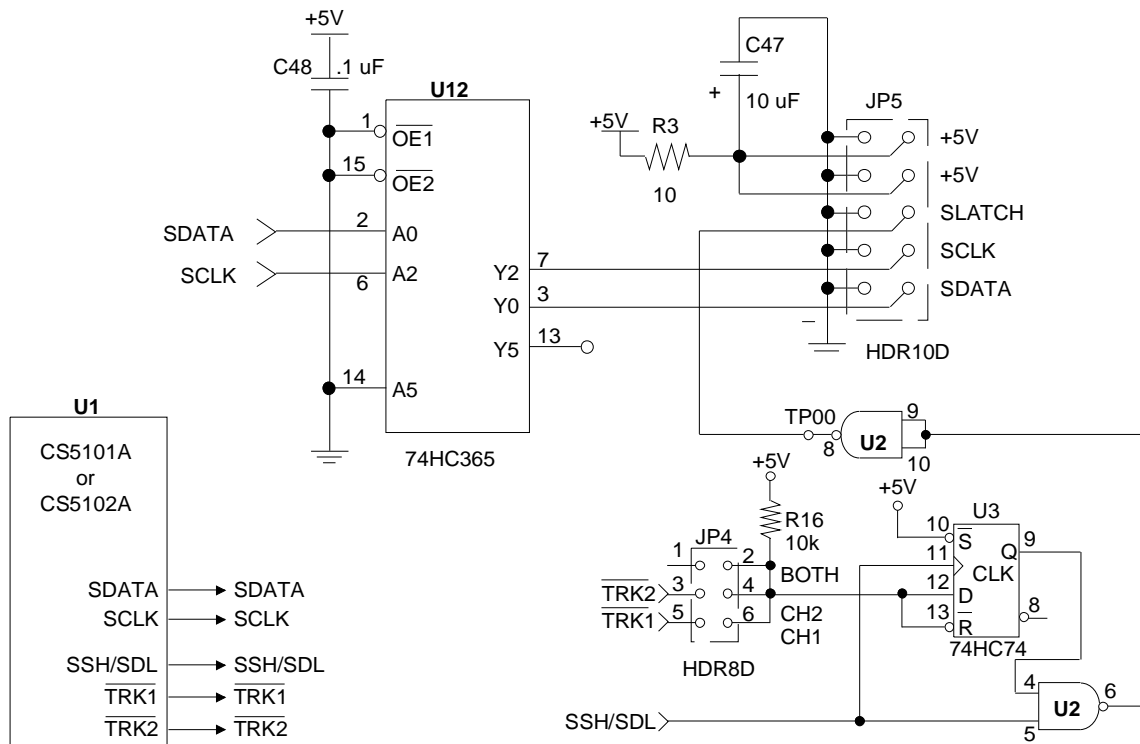 +5V
C48 .1 uF
U12
1 OE1
15 OE2
SDATA 2 A0
SCLK 6 A2
Y2 7
Y0 3
Y5 13
14 A5
74HC365
C47
+ 10 uF
+5V R3
10
JP5
+5V
+5V
SLATCH
SCLK
SDATA
–
HDR10D
TP00
8 U2 9
10
U1
CS5101A
or
CS5102A
SDATA SDATA
SCLK SCLK
SSH/SDL SSH/SDL
TRK1 TRK1
TRK2 TRK2
+5V
R16
10k
JP4
1 2 BOTH
TRK2 3 4 CH2
TRK1 5 6 CH1
HDR8D
+5V
U3
10 S
Q 9
11 CLK
12 D
13 R
8
74HC74
SSH/SDL
4
5 U2 6